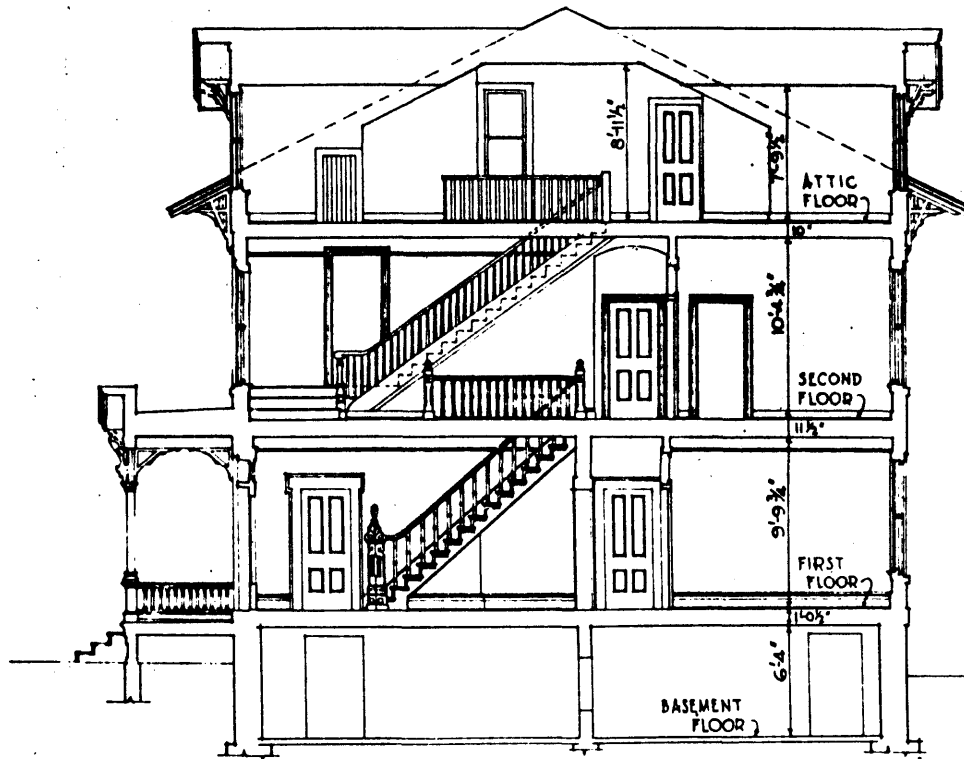 8'-11½"
7'-9½"
ATTIC
FLOOR
10"
10'-4¾"
SECOND
FLOOR
11½"
9'-9¾"
FIRST
FLOOR
1'-0½"
6'-4"
BASEMENT
FLOOR